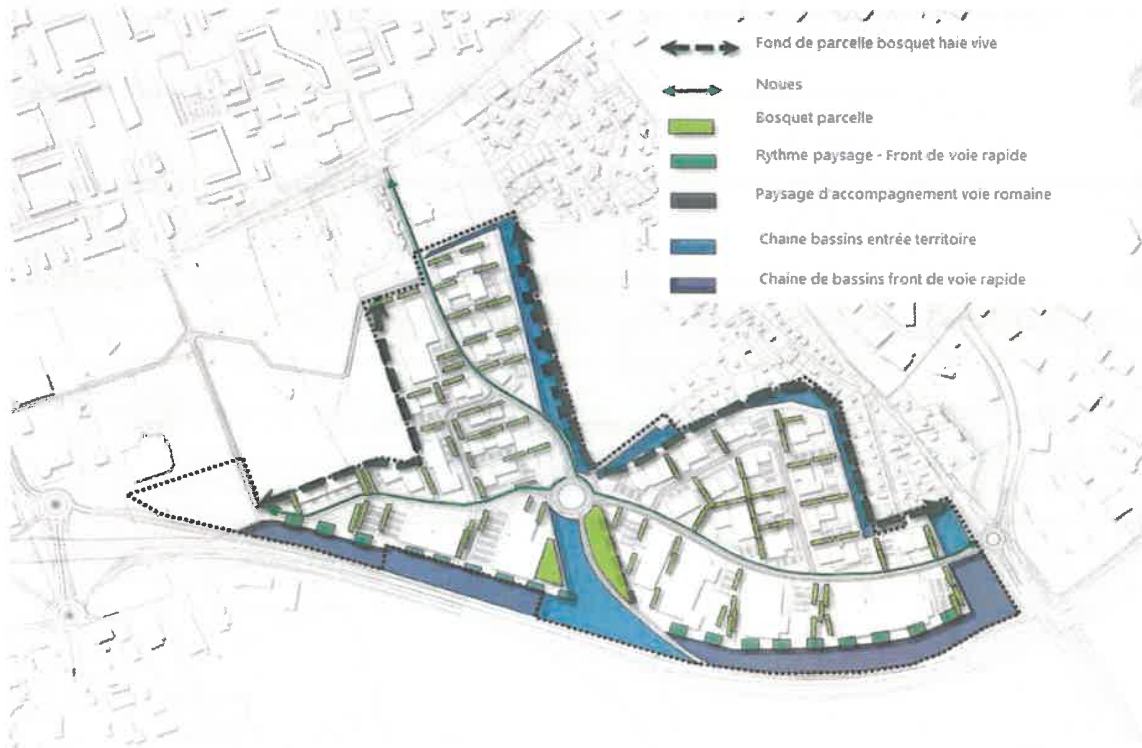 Fond de parcelle bosquet haie vive
Noues
Bosquet parcelle
Rythme paysage - Front de voie rapide
Paysage d'accompagnement voie romaine
Chaine bassins entrée territoire
Chaine de bassins front de voie rapide